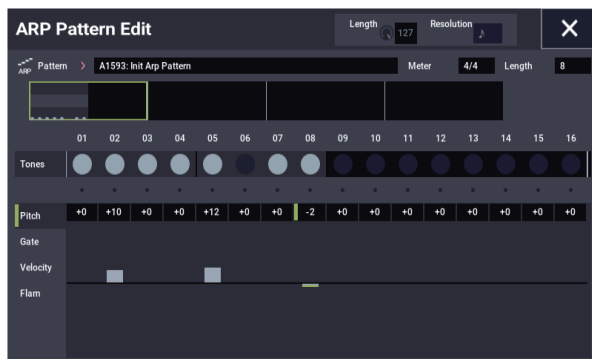 ARP Pattern Edit
Length 127 Resolution ♪
ARP Pattern > A1593: Init Arp Pattern Meter 4/4 Length 8
01 02 03 04 05 06 07 08 09 10 11 12 13 14 15 16
Tones
Pitch +0 +10 +0 +0 +12 +0 +0 -2 +0 +0 +0 +0 +0 +0 +0 +0
Gate
Velocity
Flam